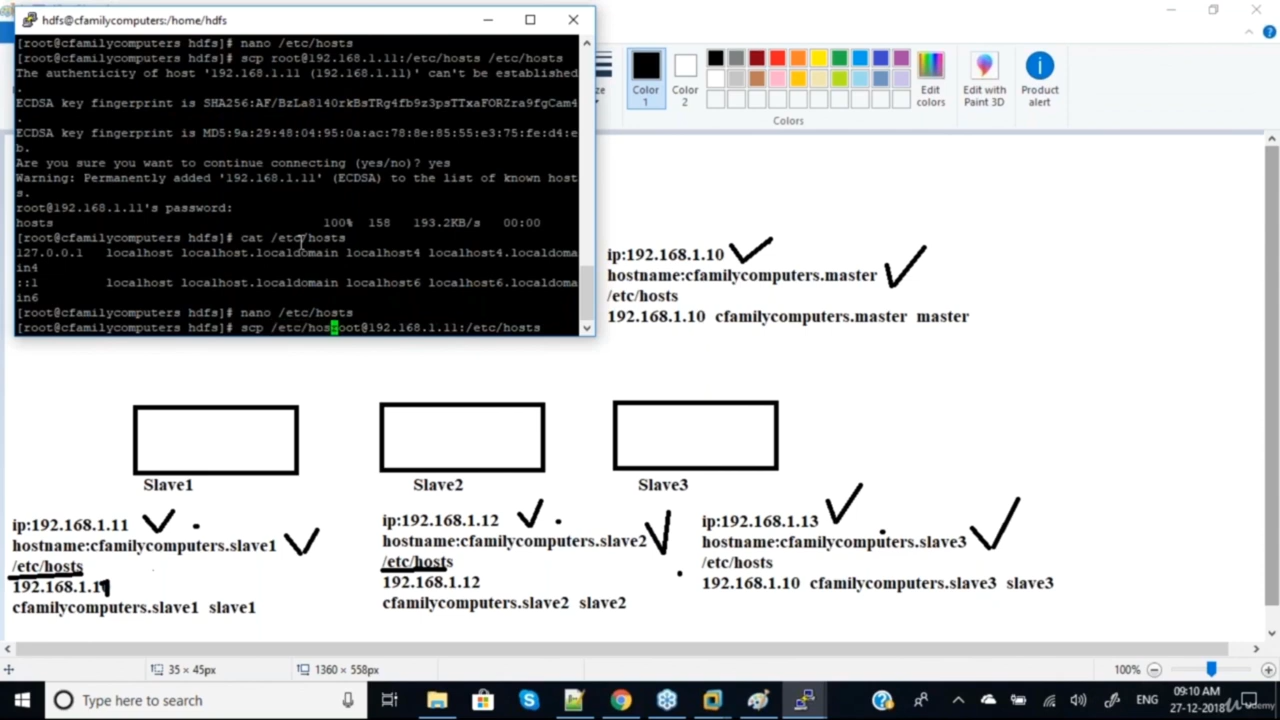 hdfs@cfamilycomputers:/home/hdfs
[root@cfamilycomputers hdfs]# nano /etc/hosts
[root@cfamilycomputers hdfs]# scp root@192.168.1.11:/etc/hosts /etc/hosts
The authenticity of host '192.168.1.11 (192.168.1.11)' can't be established
.
ECDSA key fingerprint is
.
ECDSA key fingerprint is MD5:9a:29:48:04:95:0a:ac:78:8e:85:55:e3:75:fe:d4:e
b.
Are you sure you want to continue connecting (yes/no)? yes
Warning: Permanently added '192.168.1.11' (ECDSA) to the list of known host
s.
root@192.168.1.11's password:
hosts 100% 158 193.2KB/s 00:00
[root@cfamilycomputers hdfs]# cat /etc/hosts
127.0.0.1 localhost localhost.localdomain localhost4 localhost4.localdoma
in4
::1 localhost localhost.localdomain localhost6 localhost6.localdoma
in6
[root@cfamilycomputers hdfs]# nano /etc/hosts
[root@cfamilycomputers hdfs]# scp /etc/hosroot@192.168.1.11:/etc/hosts
ze
Color
1
Color
2
Edit
colors
Edit with
Paint 3D
Product
alert
Colors
ip:192.168.1.10
hostname:cfamilycomputers.master
/etc/hosts
192.168.1.10 cfamilycomputers.master master
Slave1
Slave2
Slave3
ip:192.168.1.11
hostname:cfamilycomputers.slave1
/etc/hosts
192.168.1.11
cfamilycomputers.slave1 slave1
ip:192.168.1.12
hostname:cfamilycomputers.slave2
/etc/hosts
192.168.1.12
cfamilycomputers.slave2 slave2
ip:192.168.1.13
hostname:cfamilycomputers.slave3
/etc/hosts
192.168.1.10 cfamilycomputers.slave3 slave3
35 × 45px
1360 × 558px
100%
Type here to search
ENG
09:10 AM
27-12-2018
Udemy